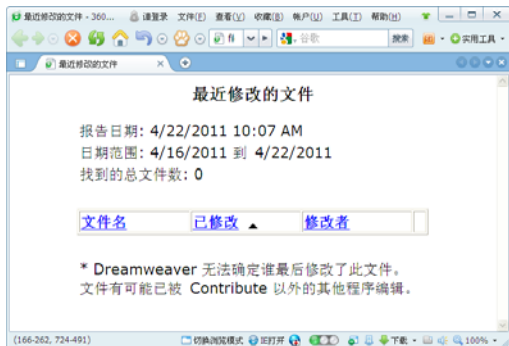 最近修改的文件 - 360... 请登录 文件(F) 查看(V) 收藏(B) 帐户(U) 工具(T) 帮助(H)
fi 谷歌 搜索 实用工具
最近修改的文件
最近修改的文件
报告日期: 4/22/2011 10:07 AM
日期范围: 4/16/2011 到 4/22/2011
找到的总文件数: 0
文件名 已修改 ▲ 修改者
* Dreamweaver 无法确定谁最后修改了此文件。
文件有可能已被 Contribute 以外的其他程序编辑。
(166-262, 724-491) 切换浏览模式 IE打开 下载 100%